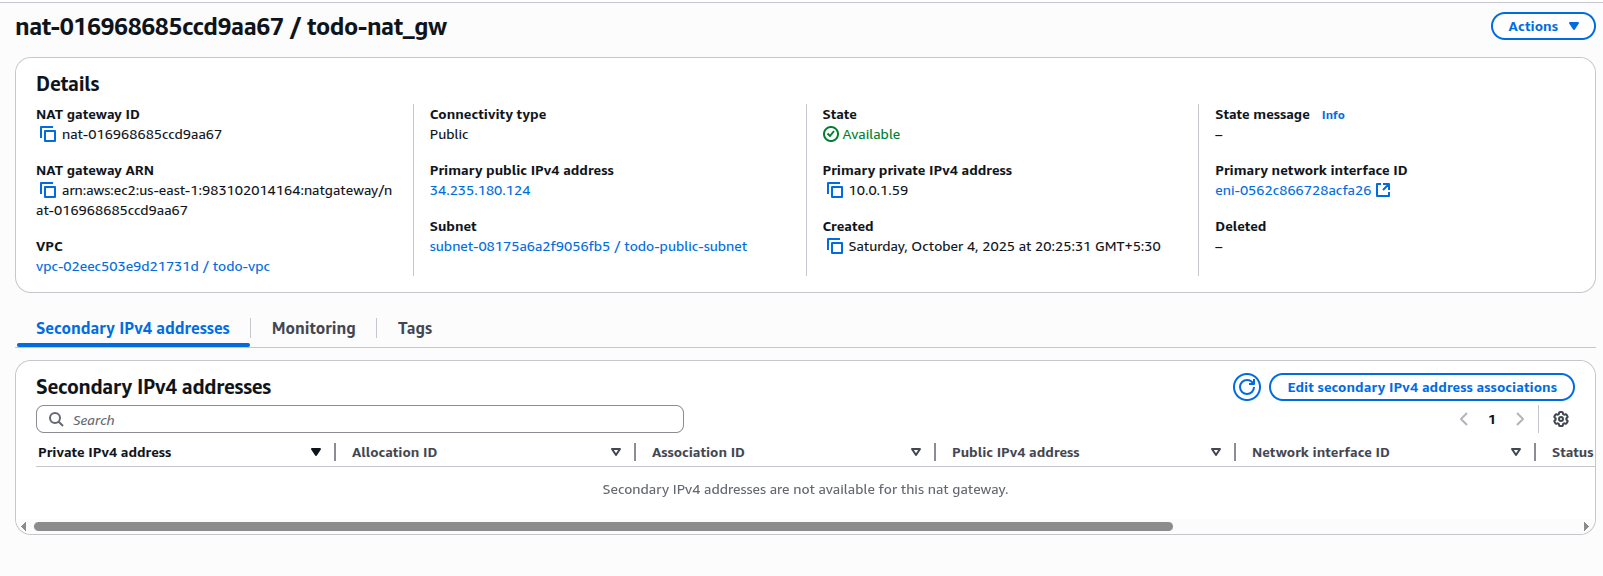 nat-016968685ccd9aa67 / todo-nat_gw
Actions
Details
NAT gateway ID
nat-016968685ccd9aa67
Connectivity type
Public
State
Available
State message Info
–
NAT gateway ARN
arn:aws:ec2:us-east-1:983102014164:natgateway/n
at-016968685ccd9aa67
Primary public IPv4 address
34.235.180.124
Primary private IPv4 address
10.0.1.59
Primary network interface ID
eni-0562c866728acfa26
VPC
vpc-02eec503e9d21731d / todo-vpc
Subnet
subnet-08175a6a2f9056fb5 / todo-public-subnet
Created
Saturday, October 4, 2025 at 20:25:31 GMT+5:30
Deleted
–
Secondary IPv4 addresses Monitoring Tags
Secondary IPv4 addresses
Edit secondary IPv4 address associations
Search
1
Private IPv4 address Allocation ID Association ID Public IPv4 address Network interface ID Status
Secondary IPv4 addresses are not available for this nat gateway.